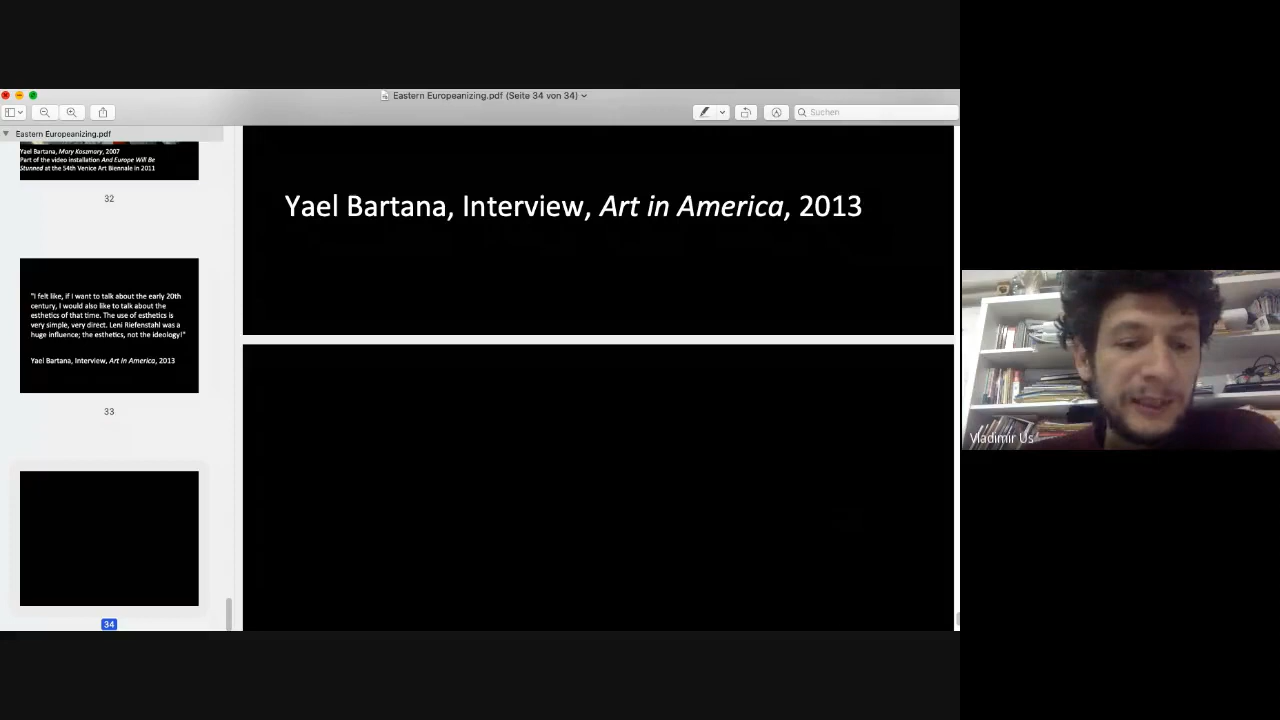 Eastern Europeanizing.pdf (Seite 34 von 34)
Suchen
Eastern Europeanizing.pdf
Yael Bartana, Mary Koszmary, 2007
Part of the video installation And Europe Will Be
Stunned at the 54th Venice Art Biennale in 2011
32
"I felt like, if I want to talk about the early 20th
century, I would also like to talk about the
esthetics of that time. The use of esthetics is
very simple, very direct. Leni Riefenstahl was a
huge influence; the esthetics, not the ideology!"
Yael Bartana, Interview, Art in America, 2013
33
34
Yael Bartana, Interview, Art in America, 2013
Vladimir Us